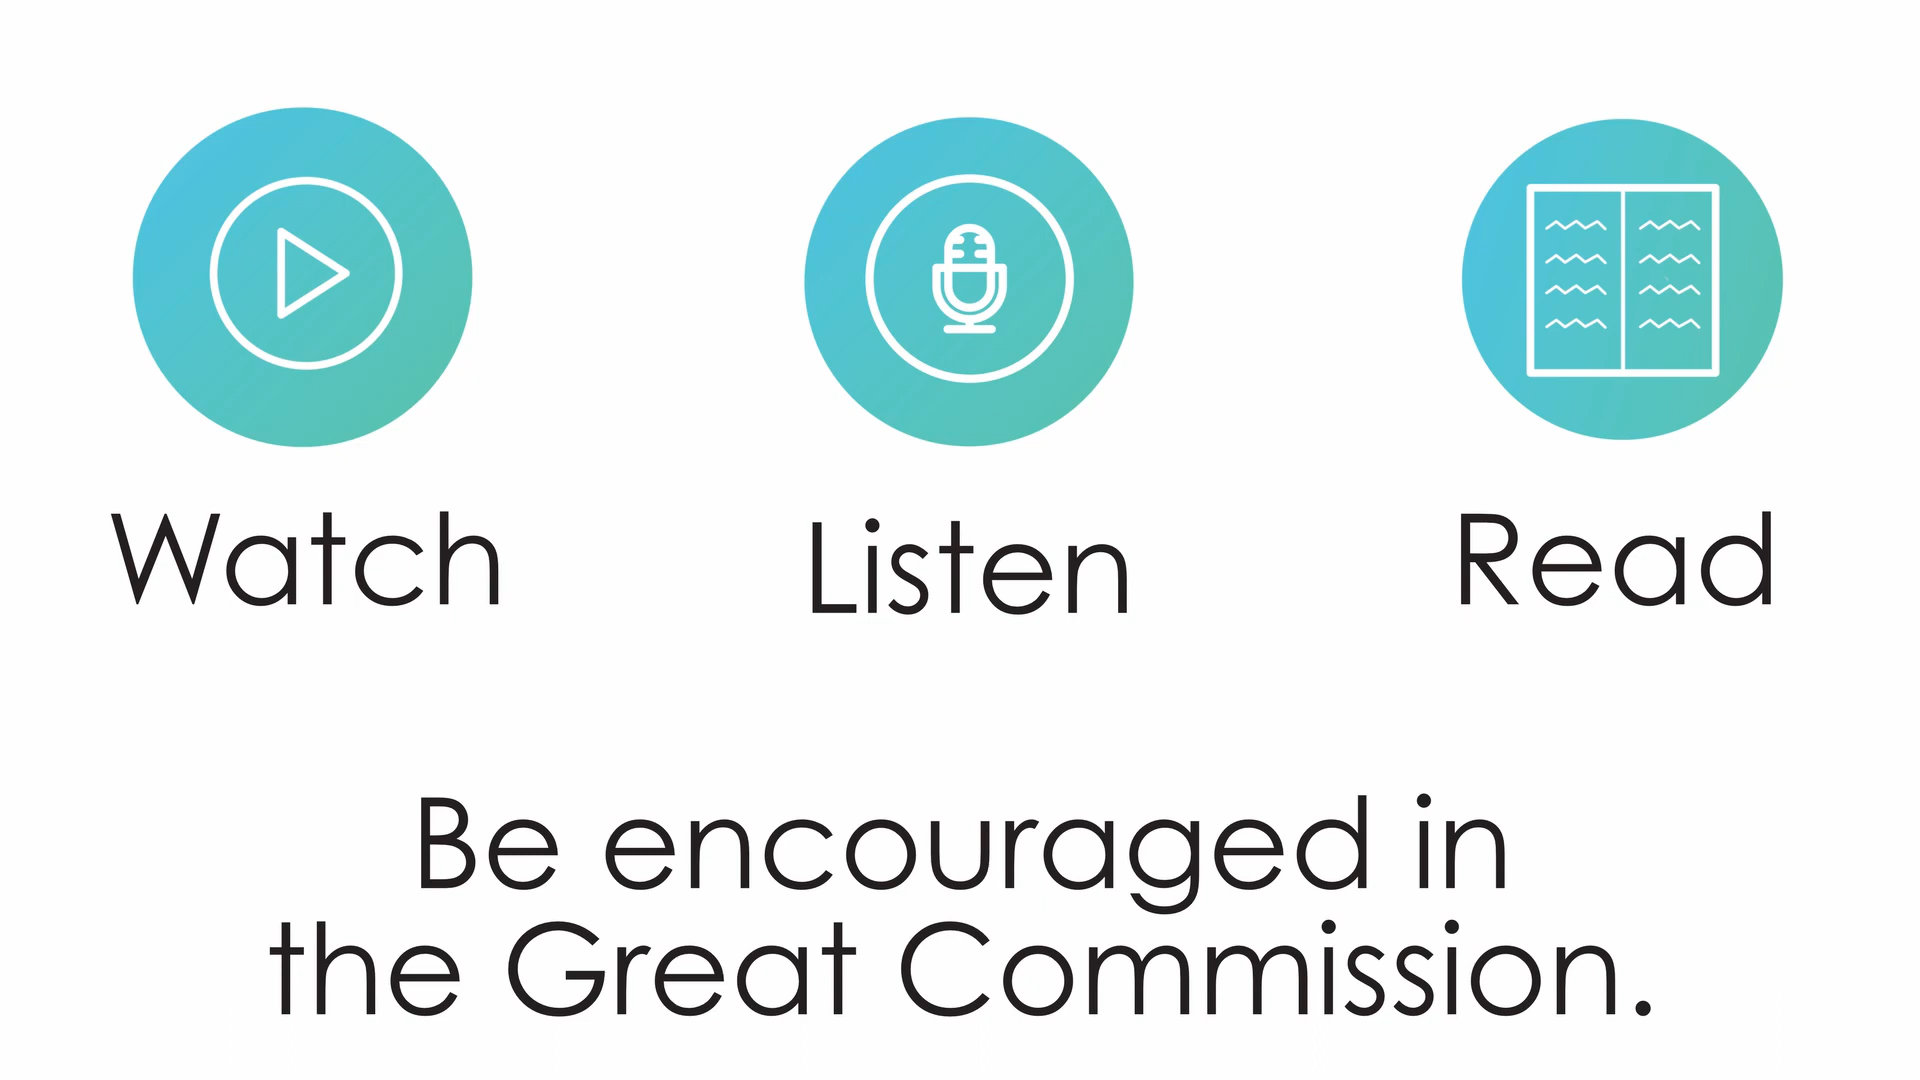 Watch
Listen
Read
Be encouraged in
the Great Commission.